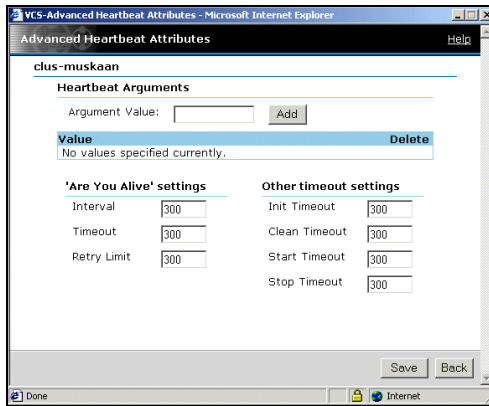 VCS-Advanced Heartbeat Attributes - Microsoft Internet Explorer
Advanced Heartbeat Attributes Help
clus-muskaan
Heartbeat Arguments
Argument Value: Add
Value Delete
No values specified currently.
'Are You Alive' settings Other timeout settings
Interval 300 Init Timeout 300
Timeout 300 Clean Timeout 300
Retry Limit 300 Start Timeout 300
Stop Timeout 300
Save Back
Done Internet